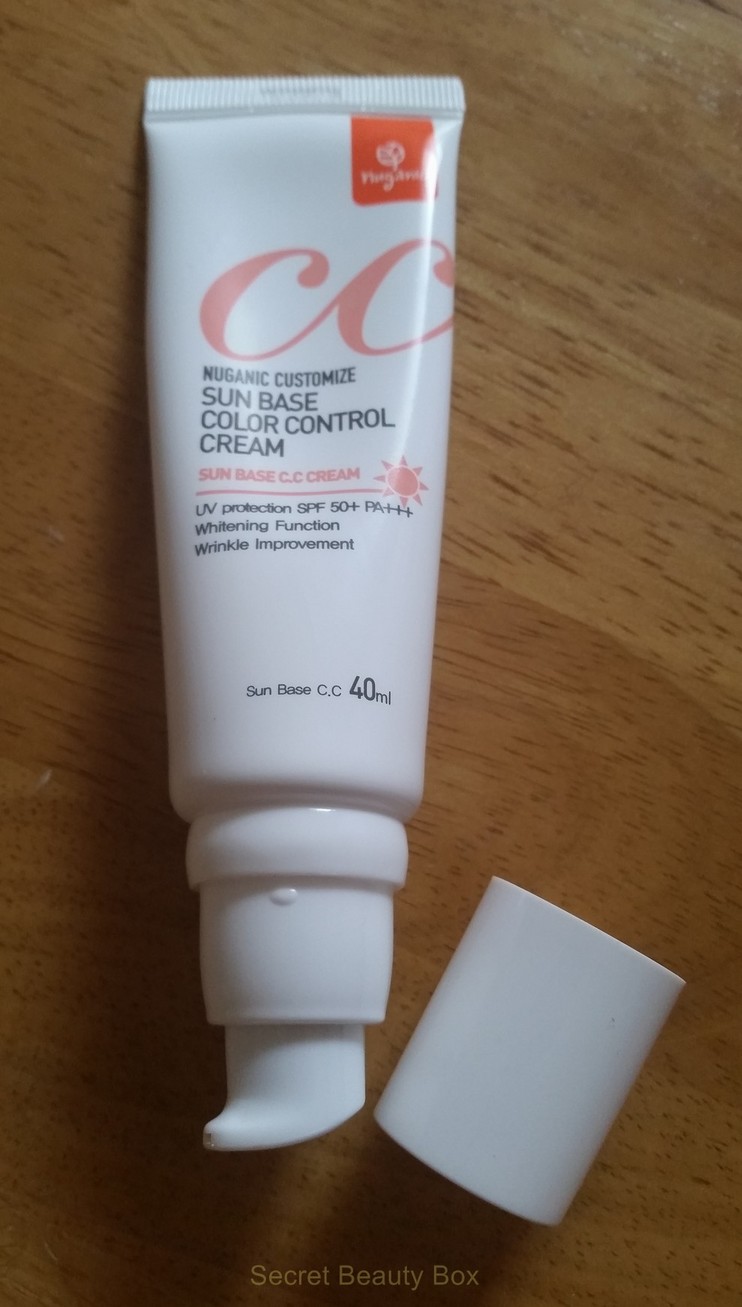 CC
NUGANIC CUSTOMIZE
SUN BASE
COLOR CONTROL
CREAM
SUN BASE C.C CREAM
UV protection SPF 50+ PA+++
Whitening Function
Wrinkle Improvement
Sun Base C.C 40ml
Secret Beauty Box